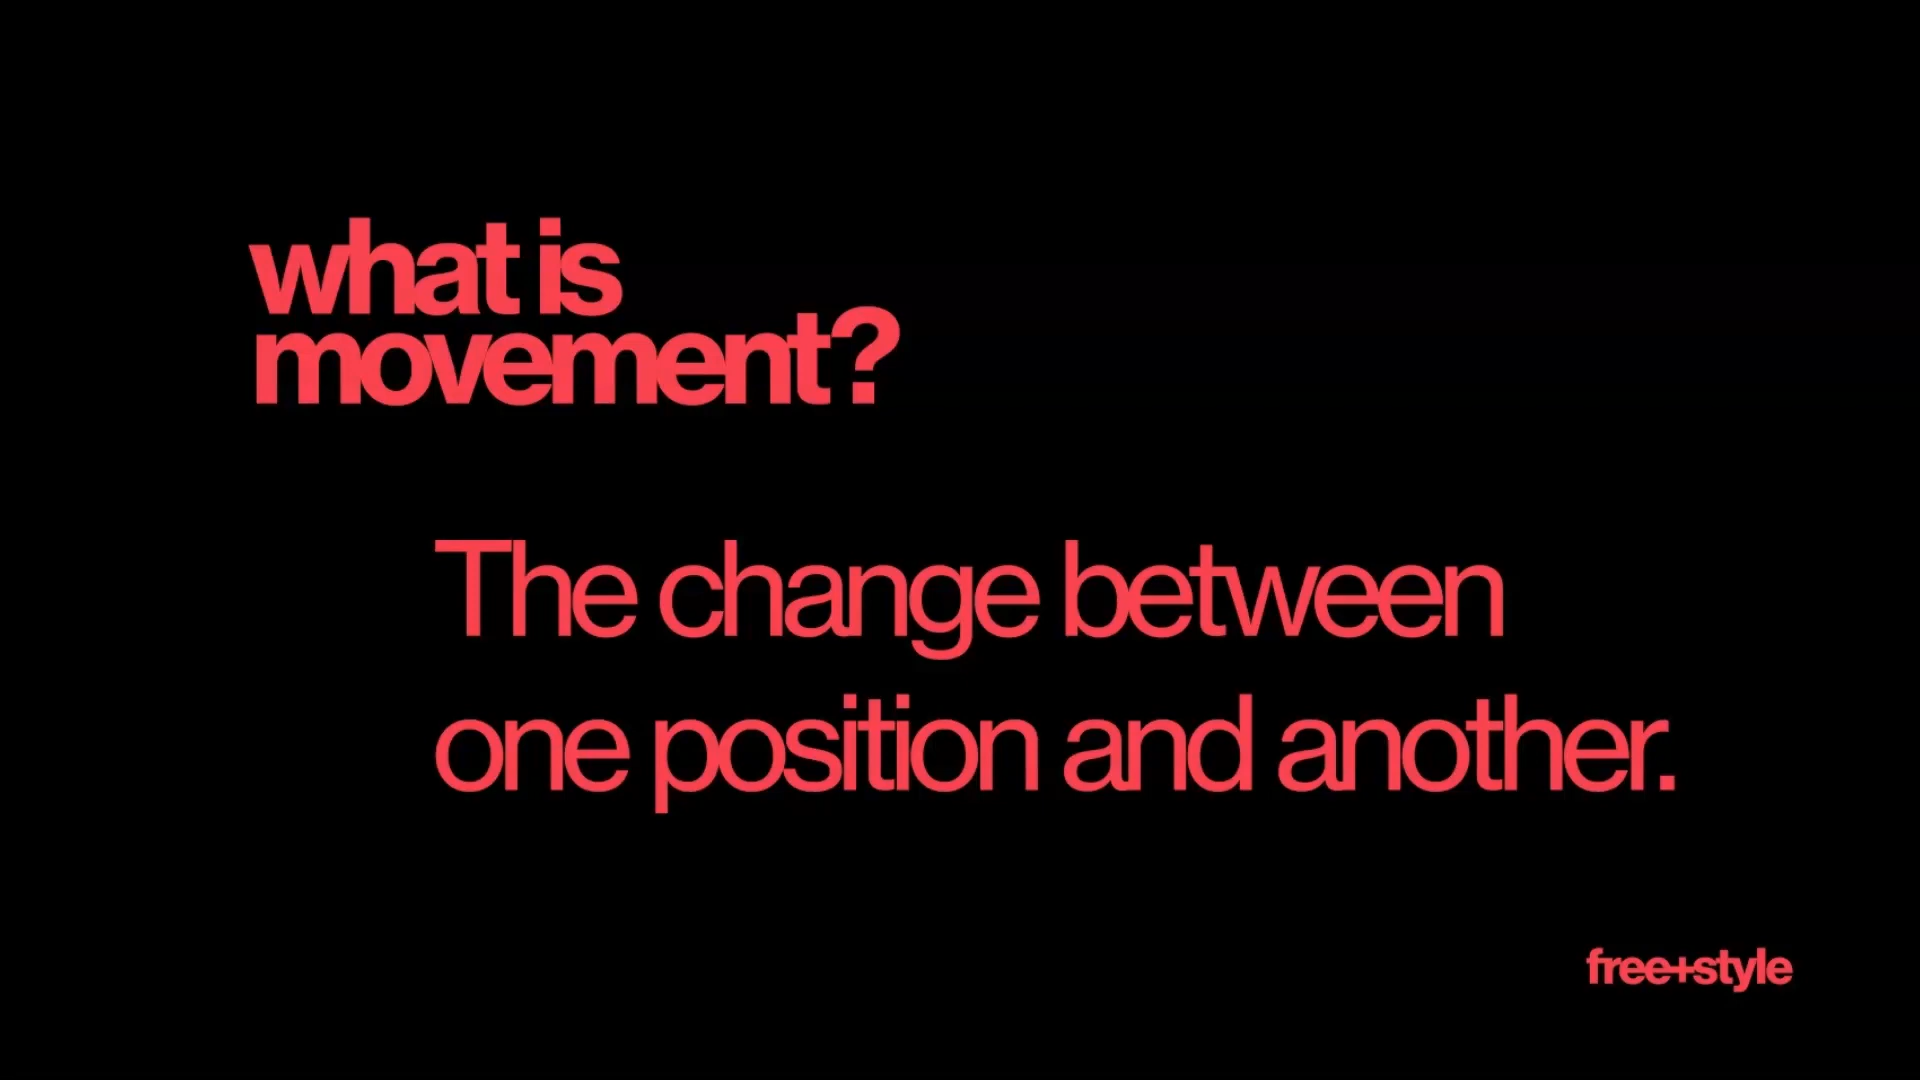 what is
movement?
The change between
one position and another.
free+style